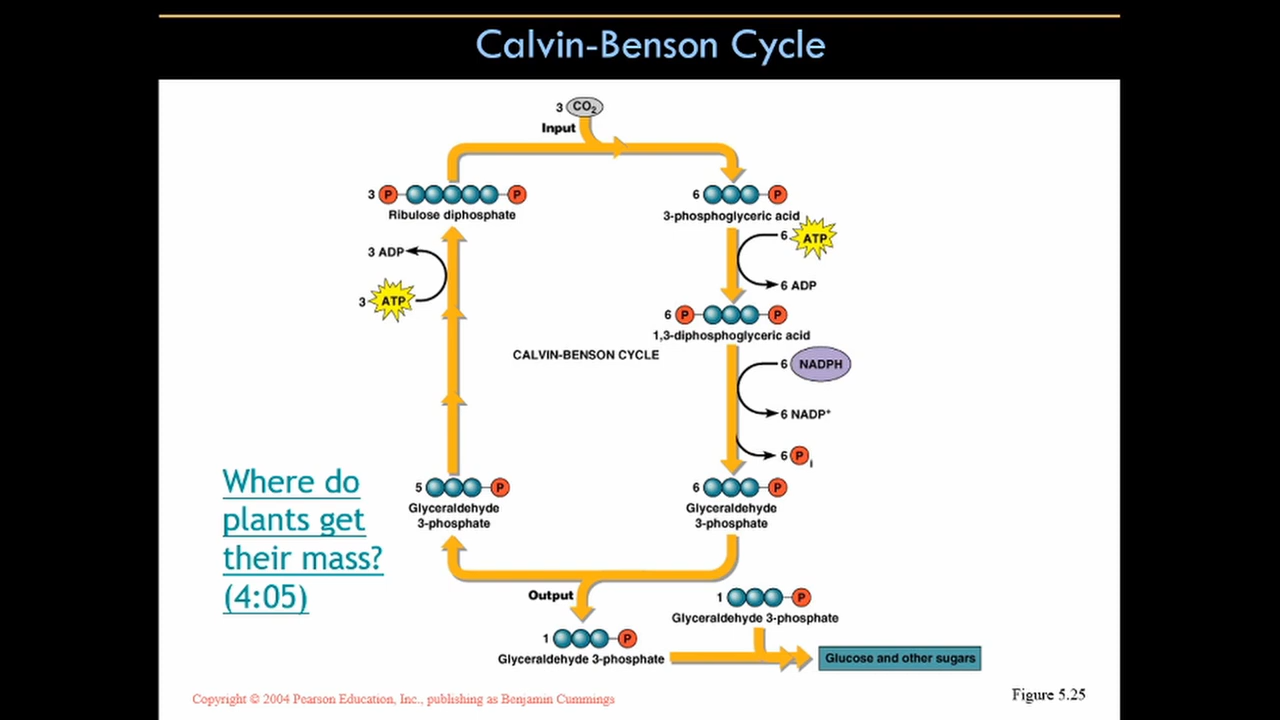 Calvin-Benson Cycle
3 CO₂
Input
3 P P
Ribulose diphosphate
6 P
3-phosphoglyceric acid
6 ATP
3 ADP
6 ADP
3 ATP
6 P P
1,3-diphosphoglyceric acid
CALVIN-BENSON CYCLE
6 NADPH
6 NADP⁺
6 P i
5 P
Glyceraldehyde
3-phosphate
6 P
Glyceraldehyde
3-phosphate
Where do
plants get
their mass?
(4:05)
Output
1 P
Glyceraldehyde 3-phosphate
1 P
Glyceraldehyde 3-phosphate
Glucose and other sugars
Copyright © 2004 Pearson Education, Inc., publishing as Benjamin Cummings
Figure 5.25